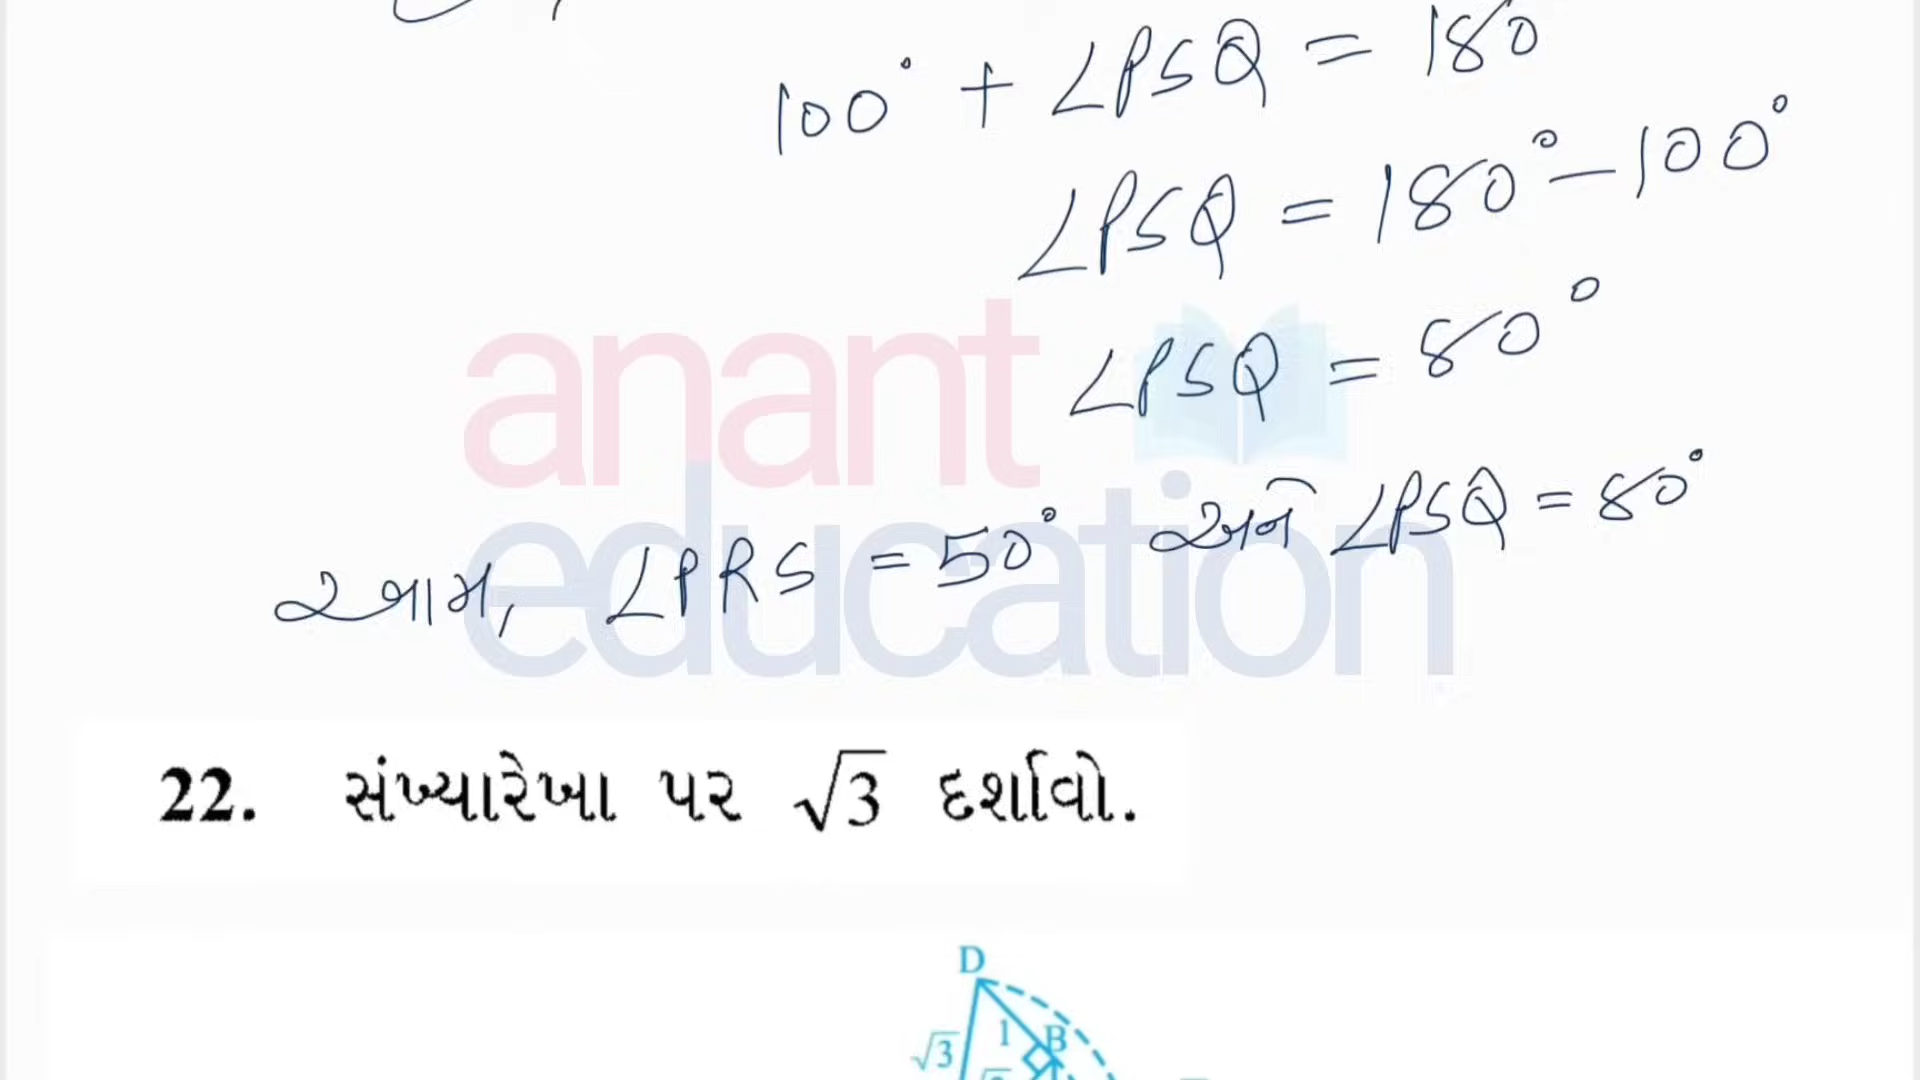 100° + ∠PSQ = 180
∠PSQ = 180° − 100°
∠PSQ = 80°
આમ, ∠PRS = 50° અને ∠PSQ = 80°
anant
education
22. સંખ્યારેખા પર √3 દર્શાવો.
D
1 B
√3